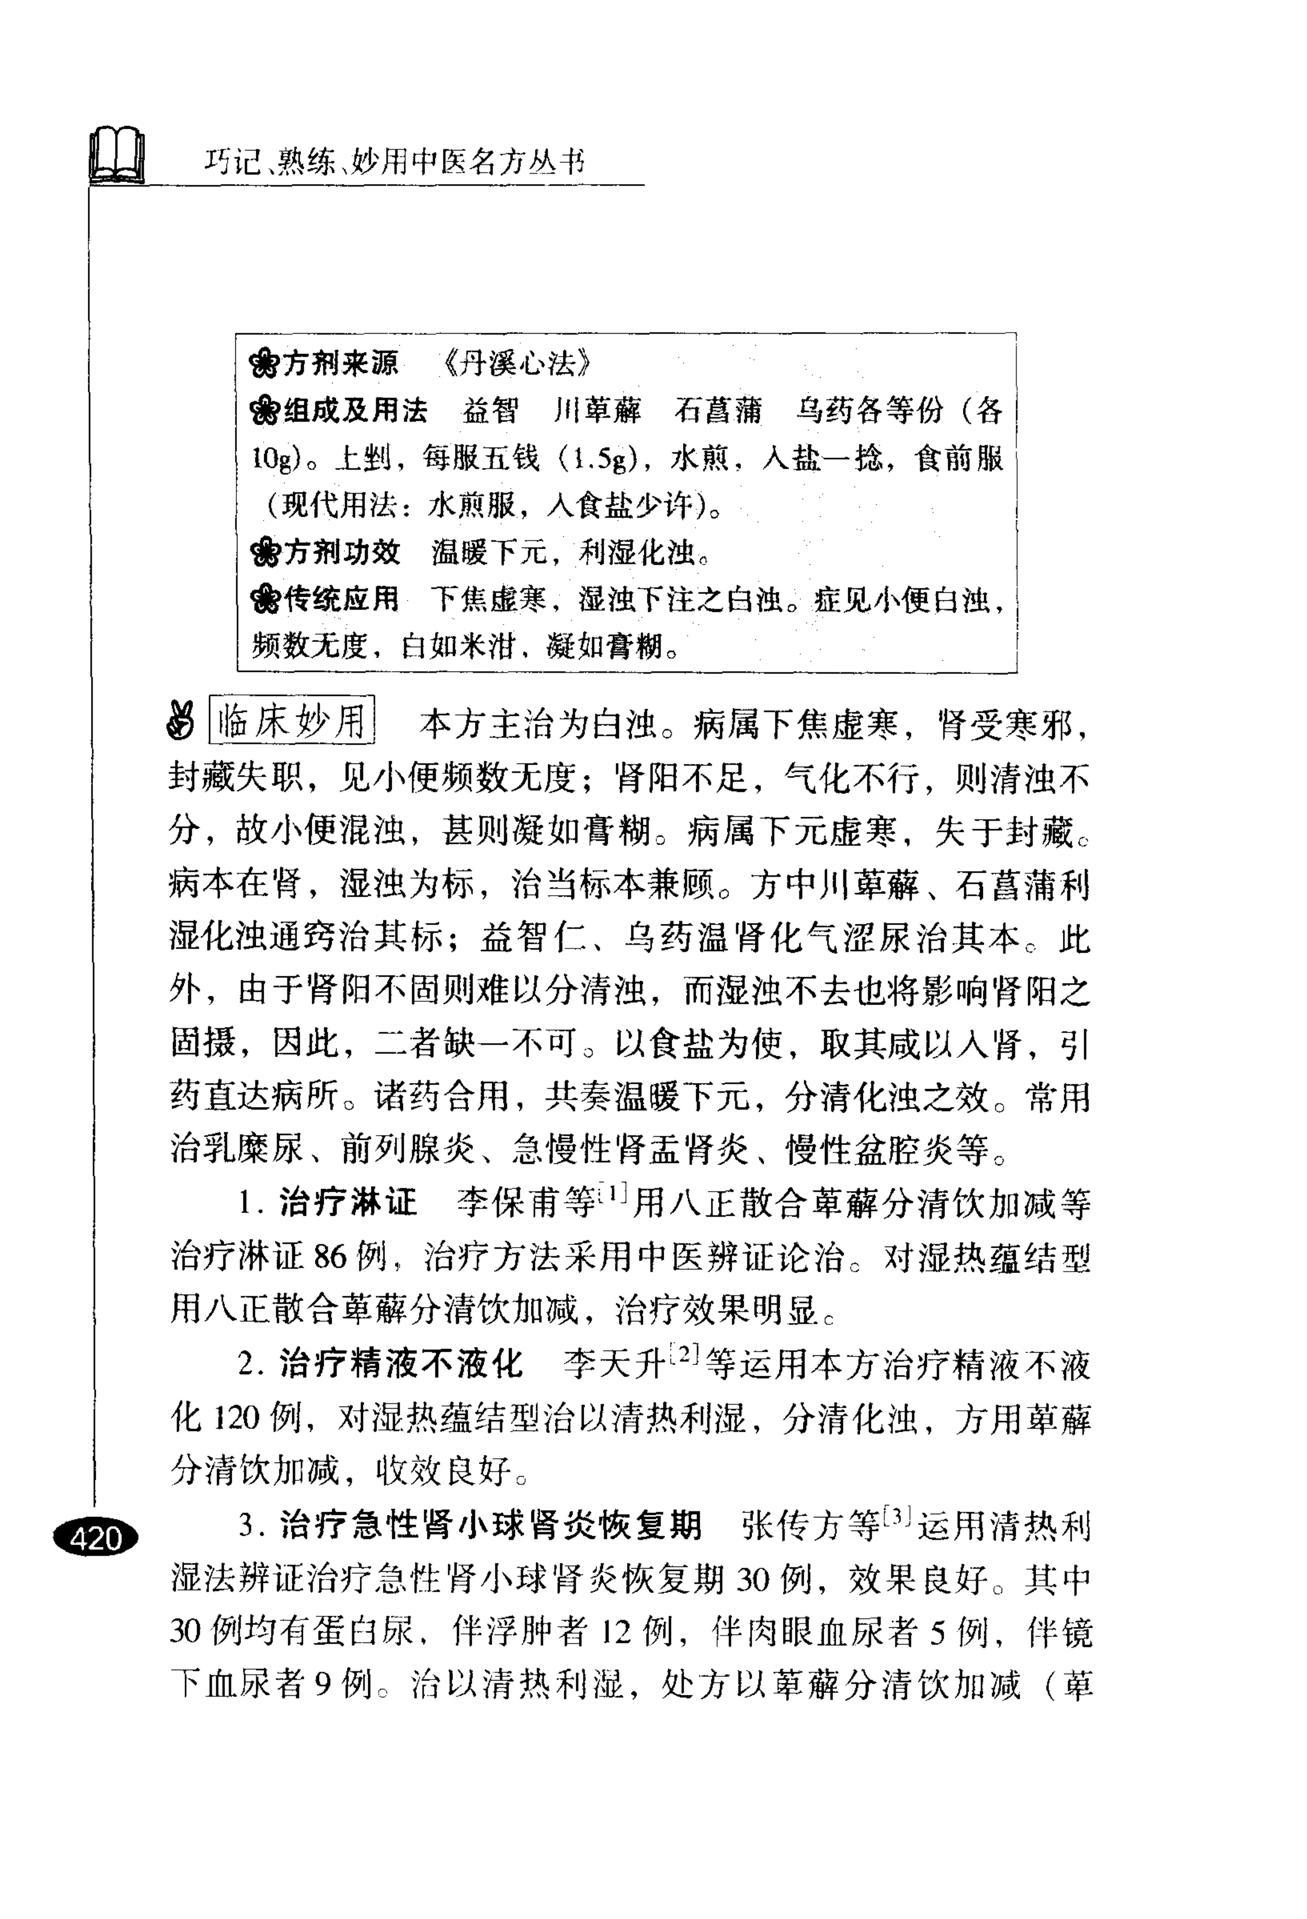 巧记、熟练、妙用中医名方丛书
方剂来源 《丹溪心法》
组成及用法 益智 川萆薢 石菖蒲 乌药各等份（各
10g）。上剉，每服五钱（1.5g），水煎，入盐一捻，食前服
（现代用法：水煎服，入食盐少许）。
方剂功效 温暖下元，利湿化浊。
传统应用 下焦虚寒，湿浊下注之白浊。症见小便白浊，
频数无度，白如米泔，凝如膏糊。
临床妙用 本方主治为白浊。病属下焦虚寒，肾受寒邪，
封藏失职，见小便频数无度；肾阳不足，气化不行，则清浊不
分，故小便混浊，甚则凝如膏糊。病属下元虚寒，失于封藏。
病本在肾，湿浊为标，治当标本兼顾。方中川萆薢、石菖蒲利
湿化浊通窍治其标；益智仁、乌药温肾化气涩尿治其本。此
外，由于肾阳不固则难以分清浊，而湿浊不去也将影响肾阳之
固摄，因此，二者缺一不可。以食盐为使，取其咸以入肾，引
药直达病所。诸药合用，共奏温暖下元，分清化浊之效。常用
治乳糜尿、前列腺炎、急慢性肾盂肾炎、慢性盆腔炎等。
1. 治疗淋证 李保甫等[1]用八正散合萆薢分清饮加减等
治疗淋证 86 例，治疗方法采用中医辨证论治。对湿热蕴结型
用八正散合萆薢分清饮加减，治疗效果明显。
2. 治疗精液不液化 李天升[2]等运用本方治疗精液不液
化 120 例，对湿热蕴结型治以清热利湿，分清化浊，方用萆薢
分清饮加减，收效良好。
3. 治疗急性肾小球肾炎恢复期 张传方等[3]运用清热利
湿法辨证治疗急性肾小球肾炎恢复期 30 例，效果良好。其中
30 例均有蛋白尿，伴浮肿者 12 例，伴肉眼血尿者 5 例，伴镜
下血尿者 9 例。治以清热利湿，处方以萆薢分清饮加减（萆
420